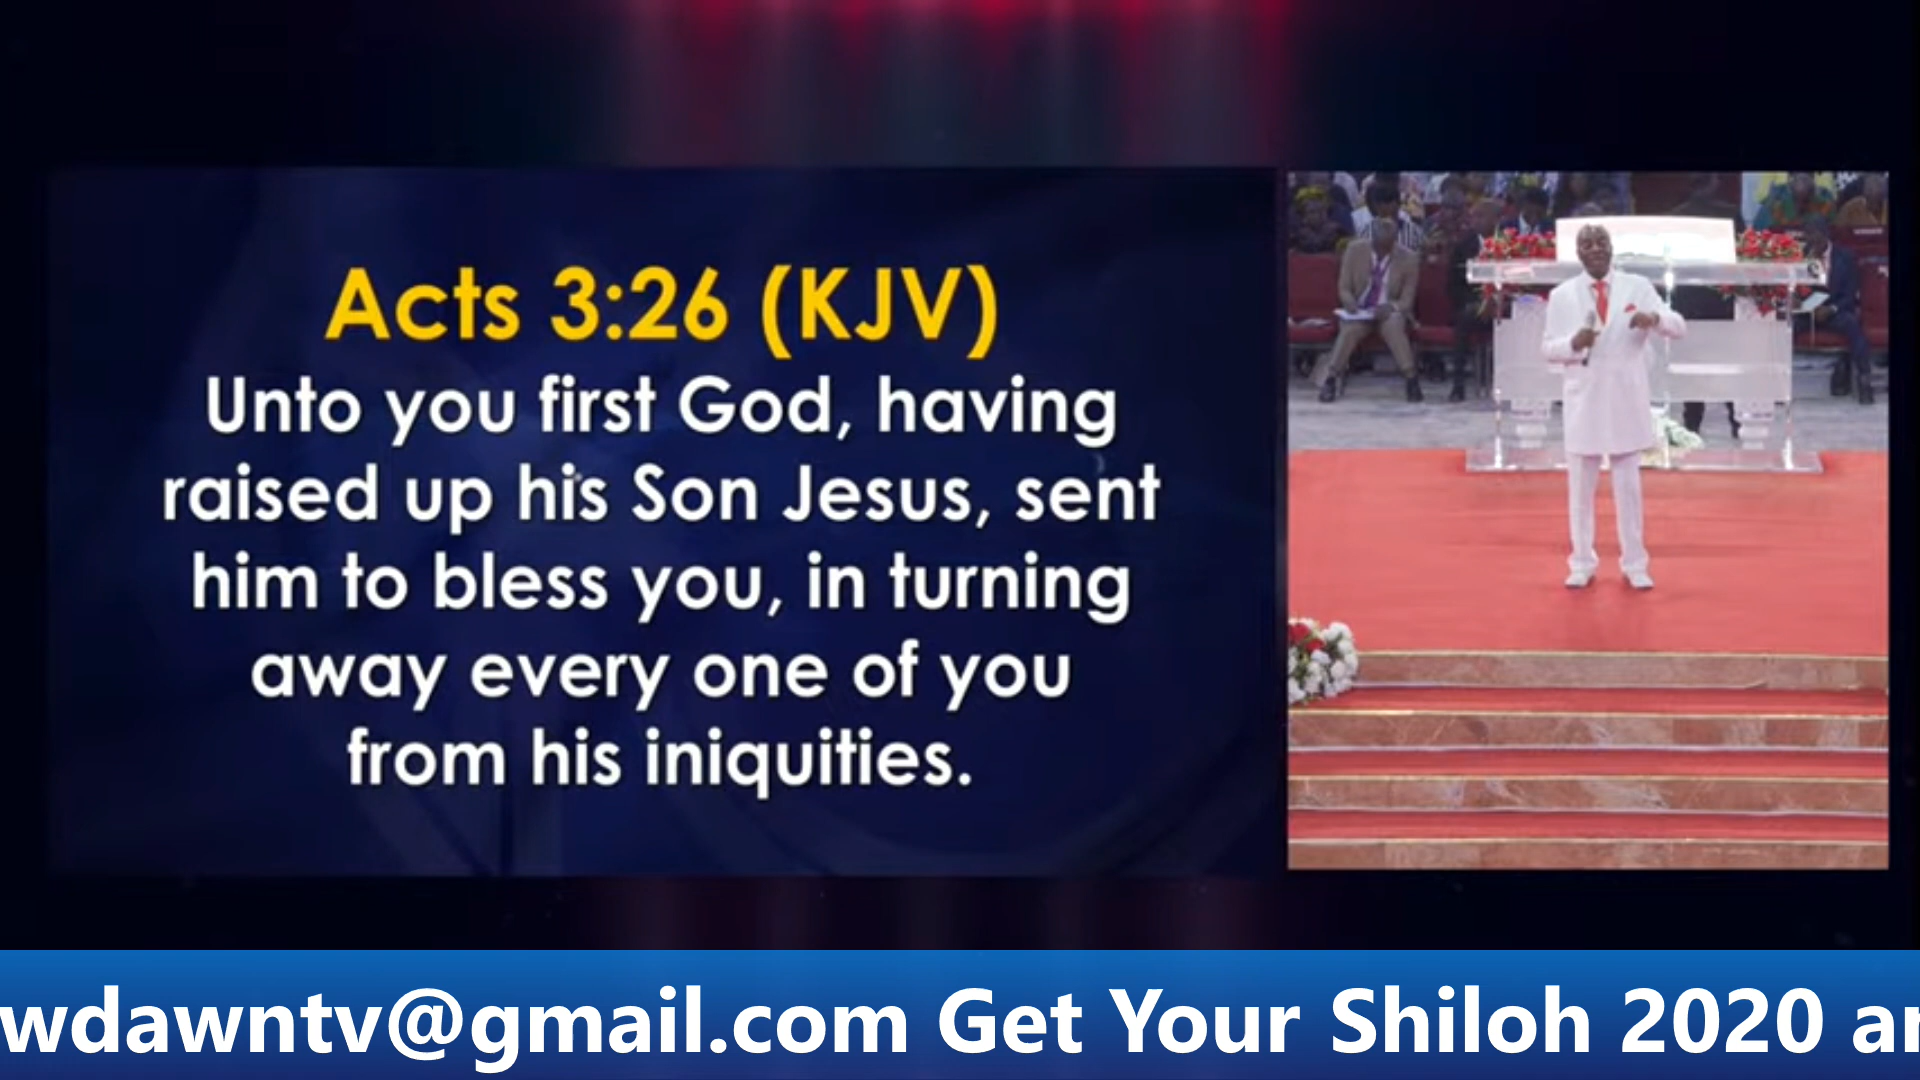 Acts 3:26 (KJV)
Unto you first God, having
raised up his Son Jesus, sent
him to bless you, in turning
away every one of you
from his iniquities.
wdawntv@gmail.com Get Your Shiloh 2020 ar